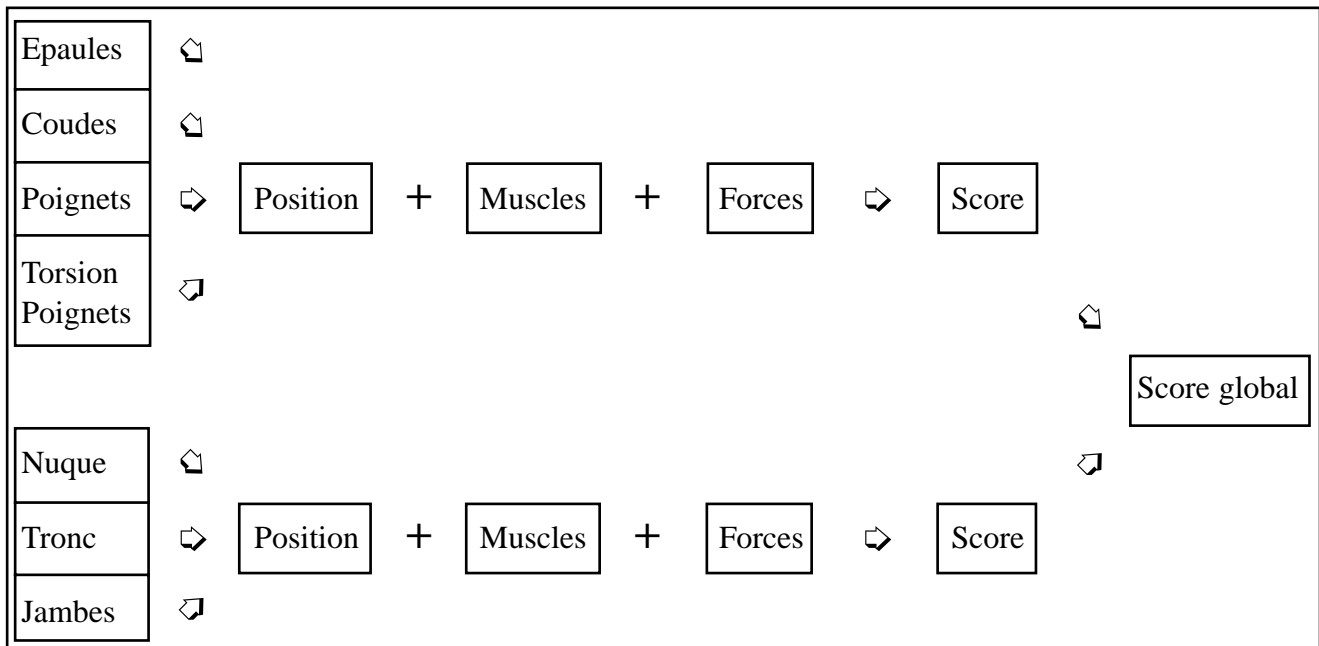 Epaules
Coudes
Poignets
Position + Muscles + Forces Score
Torsion
Poignets
Score global
Nuque
Tronc
Position + Muscles + Forces Score
Jambes